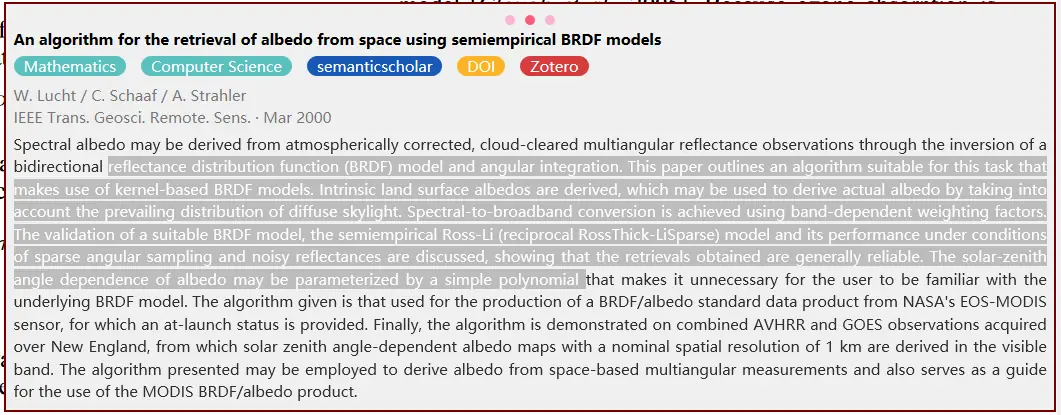 An algorithm for the retrieval of albedo from space using semiempirical BRDF models
Mathematics Computer Science semanticscholar DOI Zotero
W. Lucht / C. Schaaf / A. Strahler
IEEE Trans. Geosci. Remote. Sens. · Mar 2000
Spectral albedo may be derived from atmospherically corrected, cloud-cleared multiangular reflectance observations through the inversion of a
bidirectional reflectance distribution function (BRDF) model and angular integration. This paper outlines an algorithm suitable for this task that
makes use of kernel-based BRDF models. Intrinsic land surface albedos are derived, which may be used to derive actual albedo by taking into
account the prevailing distribution of diffuse skylight. Spectral-to-broadband conversion is achieved using band-dependent weighting factors.
The validation of a suitable BRDF model, the semiempirical Ross-Li (reciprocal RossThick-LiSparse) model and its performance under conditions
of sparse angular sampling and noisy reflectances are discussed, showing that the retrievals obtained are generally reliable. The solar-zenith
angle dependence of albedo may be parameterized by a simple polynomial that makes it unnecessary for the user to be familiar with the
underlying BRDF model. The algorithm given is that used for the production of a BRDF/albedo standard data product from NASA's EOS-MODIS
sensor, for which an at-launch status is provided. Finally, the algorithm is demonstrated on combined AVHRR and GOES observations acquired
over New England, from which solar zenith angle-dependent albedo maps with a nominal spatial resolution of 1 km are derived in the visible
band. The algorithm presented may be employed to derive albedo from space-based multiangular measurements and also serves as a guide
for the use of the MODIS BRDF/albedo product.